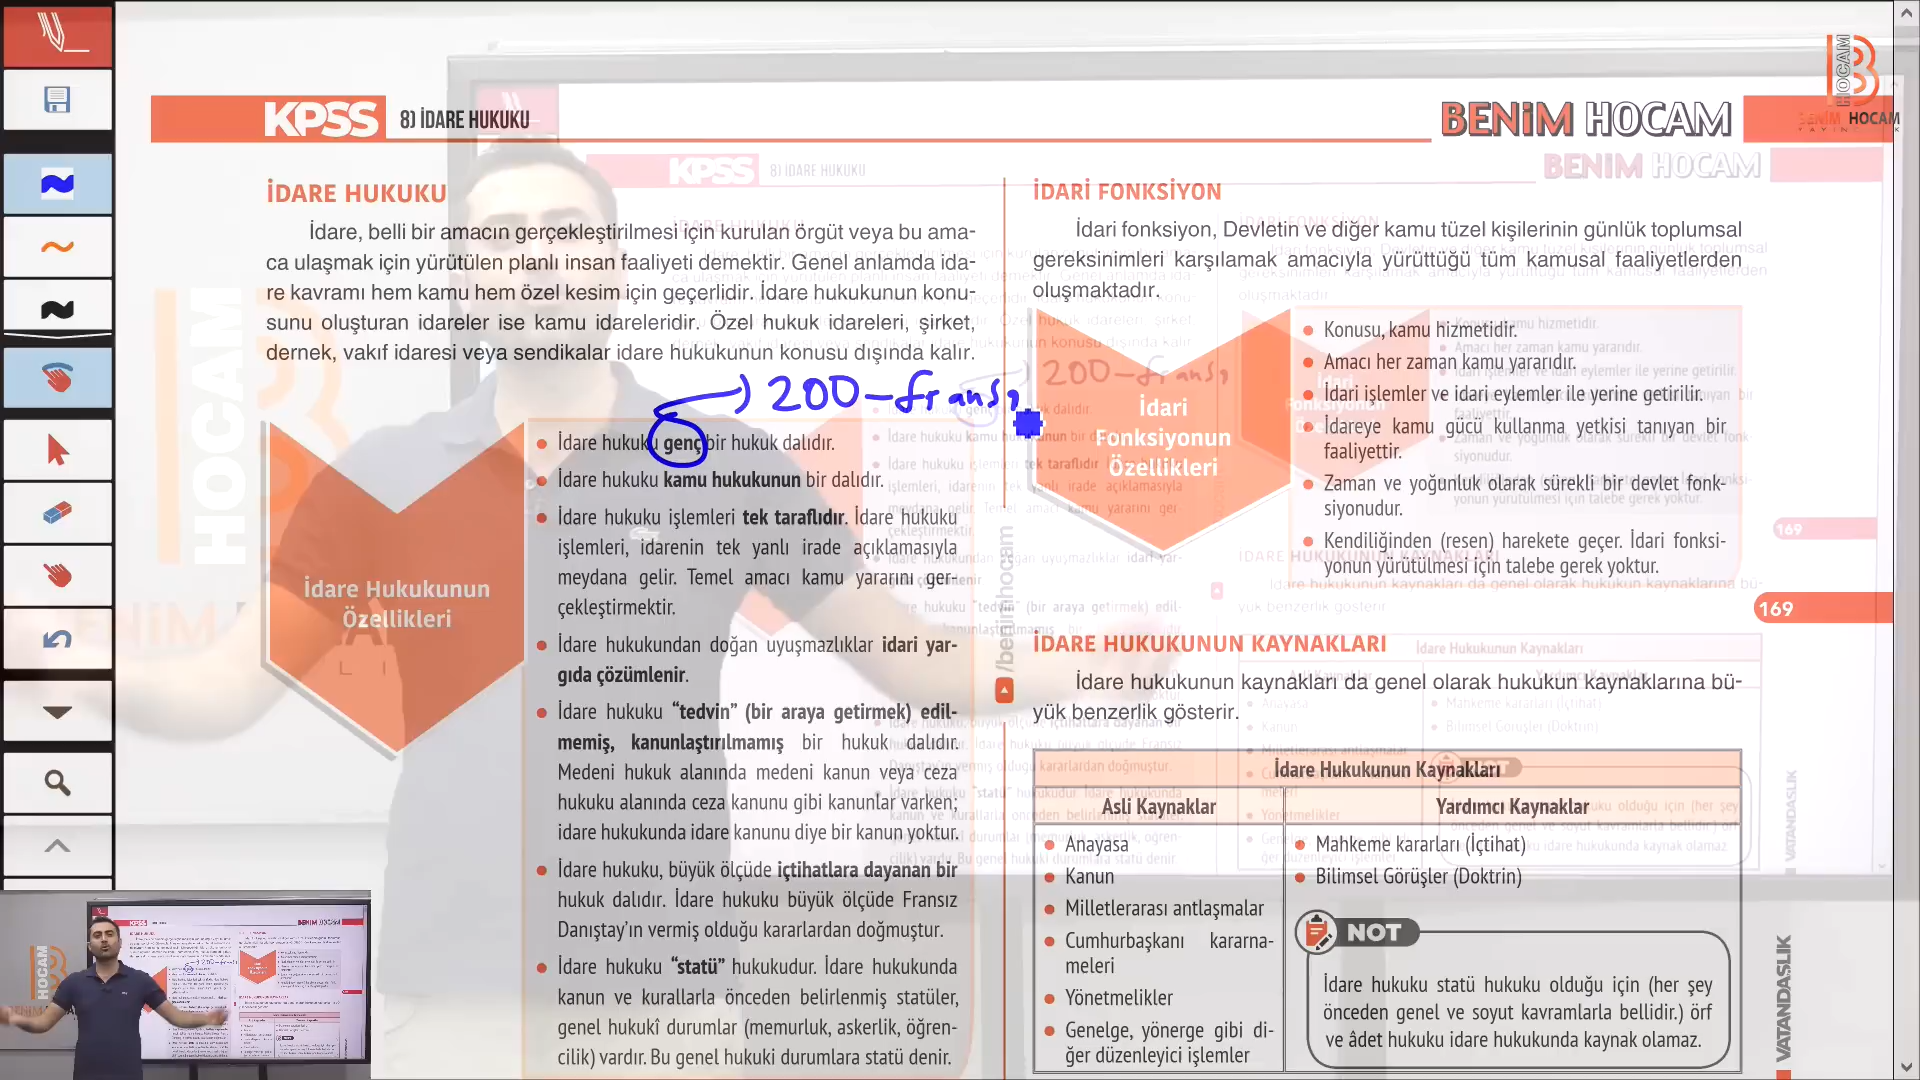 KPSS 8) İDARE HUKUKU
BENİM HOCAM
İDARE HUKUKU
İdare, belli bir amacın gerçekleştirilmesi için kurulan örgüt veya bu ama-
ca ulaşmak için yürütülen planlı insan faaliyeti demektir. Genel anlamda ida-
re kavramı hem kamu hem özel kesim için geçerlidir. İdare hukukunun konu-
sunu oluşturan idareler ise kamu idareleridir. Özel hukuk idareleri, şirket,
dernek, vakıf idaresi veya sendikalar idare hukukunun konusu dışında kalır.
200-frans
İdare Hukukunun
Özellikleri
• İdare hukuku genç bir hukuk dalıdır.
• İdare hukuku kamu hukukunun bir dalıdır.
• İdare hukuku işlemleri tek taraflıdır. İdare hukuku
işlemleri, idarenin tek yanlı irade açıklamasıyla
meydana gelir. Temel amacı kamu yararını ger-
çekleştirmektir.
• İdare hukukundan doğan uyuşmazlıklar idari yar-
gıda çözümlenir.
• İdare hukuku “tedvin” (bir araya getirmek) edil-
memiş, kanunlaştırılmamış bir hukuk dalıdır.
Medeni hukuk alanında medeni kanun veya ceza
hukuku alanında ceza kanunu gibi kanunlar varken;
idare hukukunda idare kanunu diye bir kanun yoktur.
• İdare hukuku, büyük ölçüde içtihatlara dayanan bir
hukuk dalıdır. İdare hukuku büyük ölçüde Fransız
Danıştay’ın vermiş olduğu kararlardan doğmuştur.
• İdare hukuku “statü” hukukudur. İdare hukukunda
kanun ve kurallarla önceden belirlenmiş statüler,
genel hukukî durumlar (memurluk, askerlik, öğren-
cilik) vardır. Bu genel hukuki durumlara statü denir.
/benimhocam
İDARİ FONKSİYON
İdari fonksiyon, Devletin ve diğer kamu tüzel kişilerinin günlük toplumsal
gereksinimleri karşılamak amacıyla yürüttüğü tüm kamusal faaliyetlerden
oluşmaktadır.
İdari
Fonksiyonun
Özellikleri
• Konusu, kamu hizmetidir.
• Amacı her zaman kamu yararıdır.
• İdari işlemler ve idari eylemler ile yerine getirilir.
• İdareye kamu gücü kullanma yetkisi tanıyan bir
faaliyettir.
• Zaman ve yoğunluk olarak sürekli bir devlet fonk-
siyonudur.
• Kendiliğinden (resen) harekete geçer. İdari fonksi-
yonun yürütülmesi için talebe gerek yoktur.
169
İDARE HUKUKUNUN KAYNAKLARI
İdare hukukunun kaynakları da genel olarak hukukun kaynaklarına bü-
yük benzerlik gösterir.
İdare Hukukunun Kaynakları
Asli Kaynaklar
• Anayasa
• Kanun
• Milletlerarası antlaşmalar
• Cumhurbaşkanı kararna-
meleri
• Yönetmelikler
• Genelge, yönerge gibi di-
ğer düzenleyici işlemler
Yardımcı Kaynaklar
• Mahkeme kararları (İçtihat)
• Bilimsel Görüşler (Doktrin)
NOT
İdare hukuku statü hukuku olduğu için (her şey
önceden genel ve soyut kavramlarla bellidir.) örf
ve âdet hukuku idare hukukunda kaynak olamaz.
VATANDAŞLIK